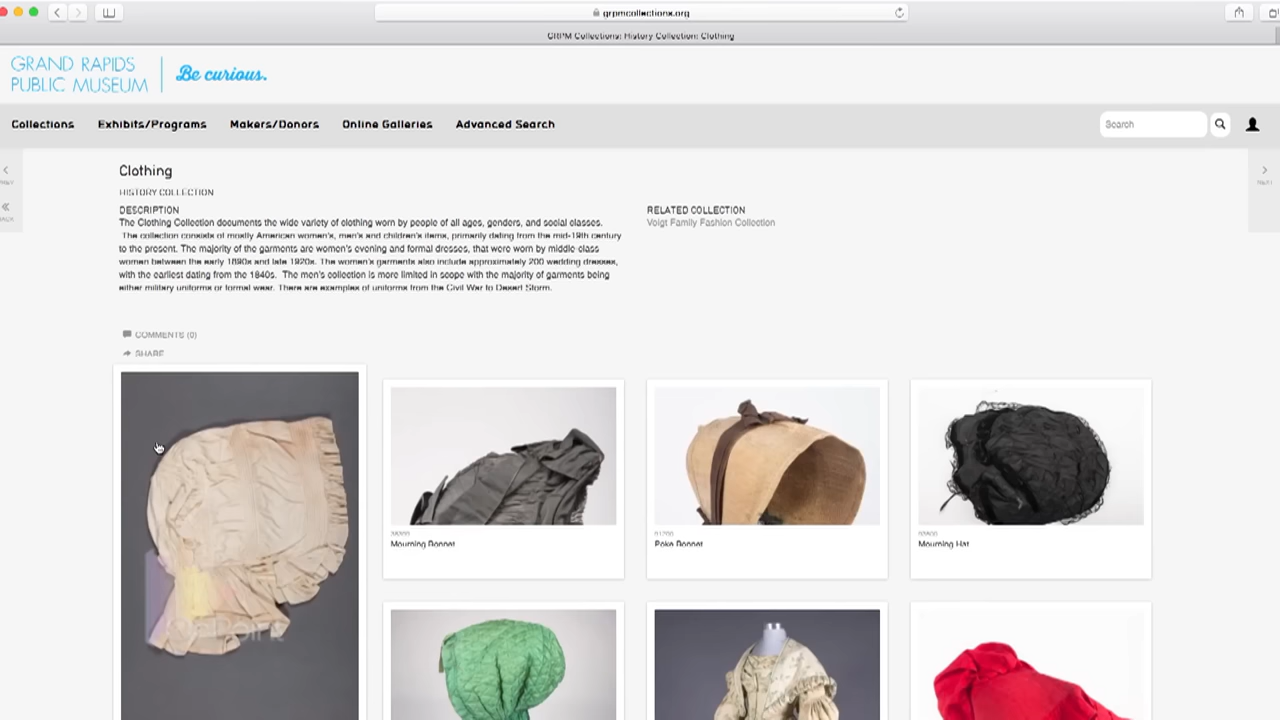 grpmcollections.org
GRPM Collections: History Collection: Clothing
GRAND RAPIDS
PUBLIC MUSEUM
Be curious.
Collections Exhibits/Programs Makers/Donors Online Galleries Advanced Search
Search
Clothing
HISTORY COLLECTION
DESCRIPTION
The Clothing Collection documents the wide variety of clothing worn by people of all ages, genders, and social classes.
The collection consists of mostly American women's, men's and children's items, primarily dating from the mid-19th century
to the present. The majority of the garments are women's evening and formal dresses, that were worn by middle-class
women between the early 1890s and late 1920s. The women's garments also include approximately 200 wedding dresses,
with the earliest dating from the 1840s. The men's collection is more limited in scope with the majority of garments being
either military uniforms or formal wear. There are examples of uniforms from the Civil War to Desert Storm.
RELATED COLLECTION
Voigt Family Fashion Collection
NEXT
COMMENTS (0)
SHARE
Mourning Bonnet
Poke Bonnet
Mourning Hat